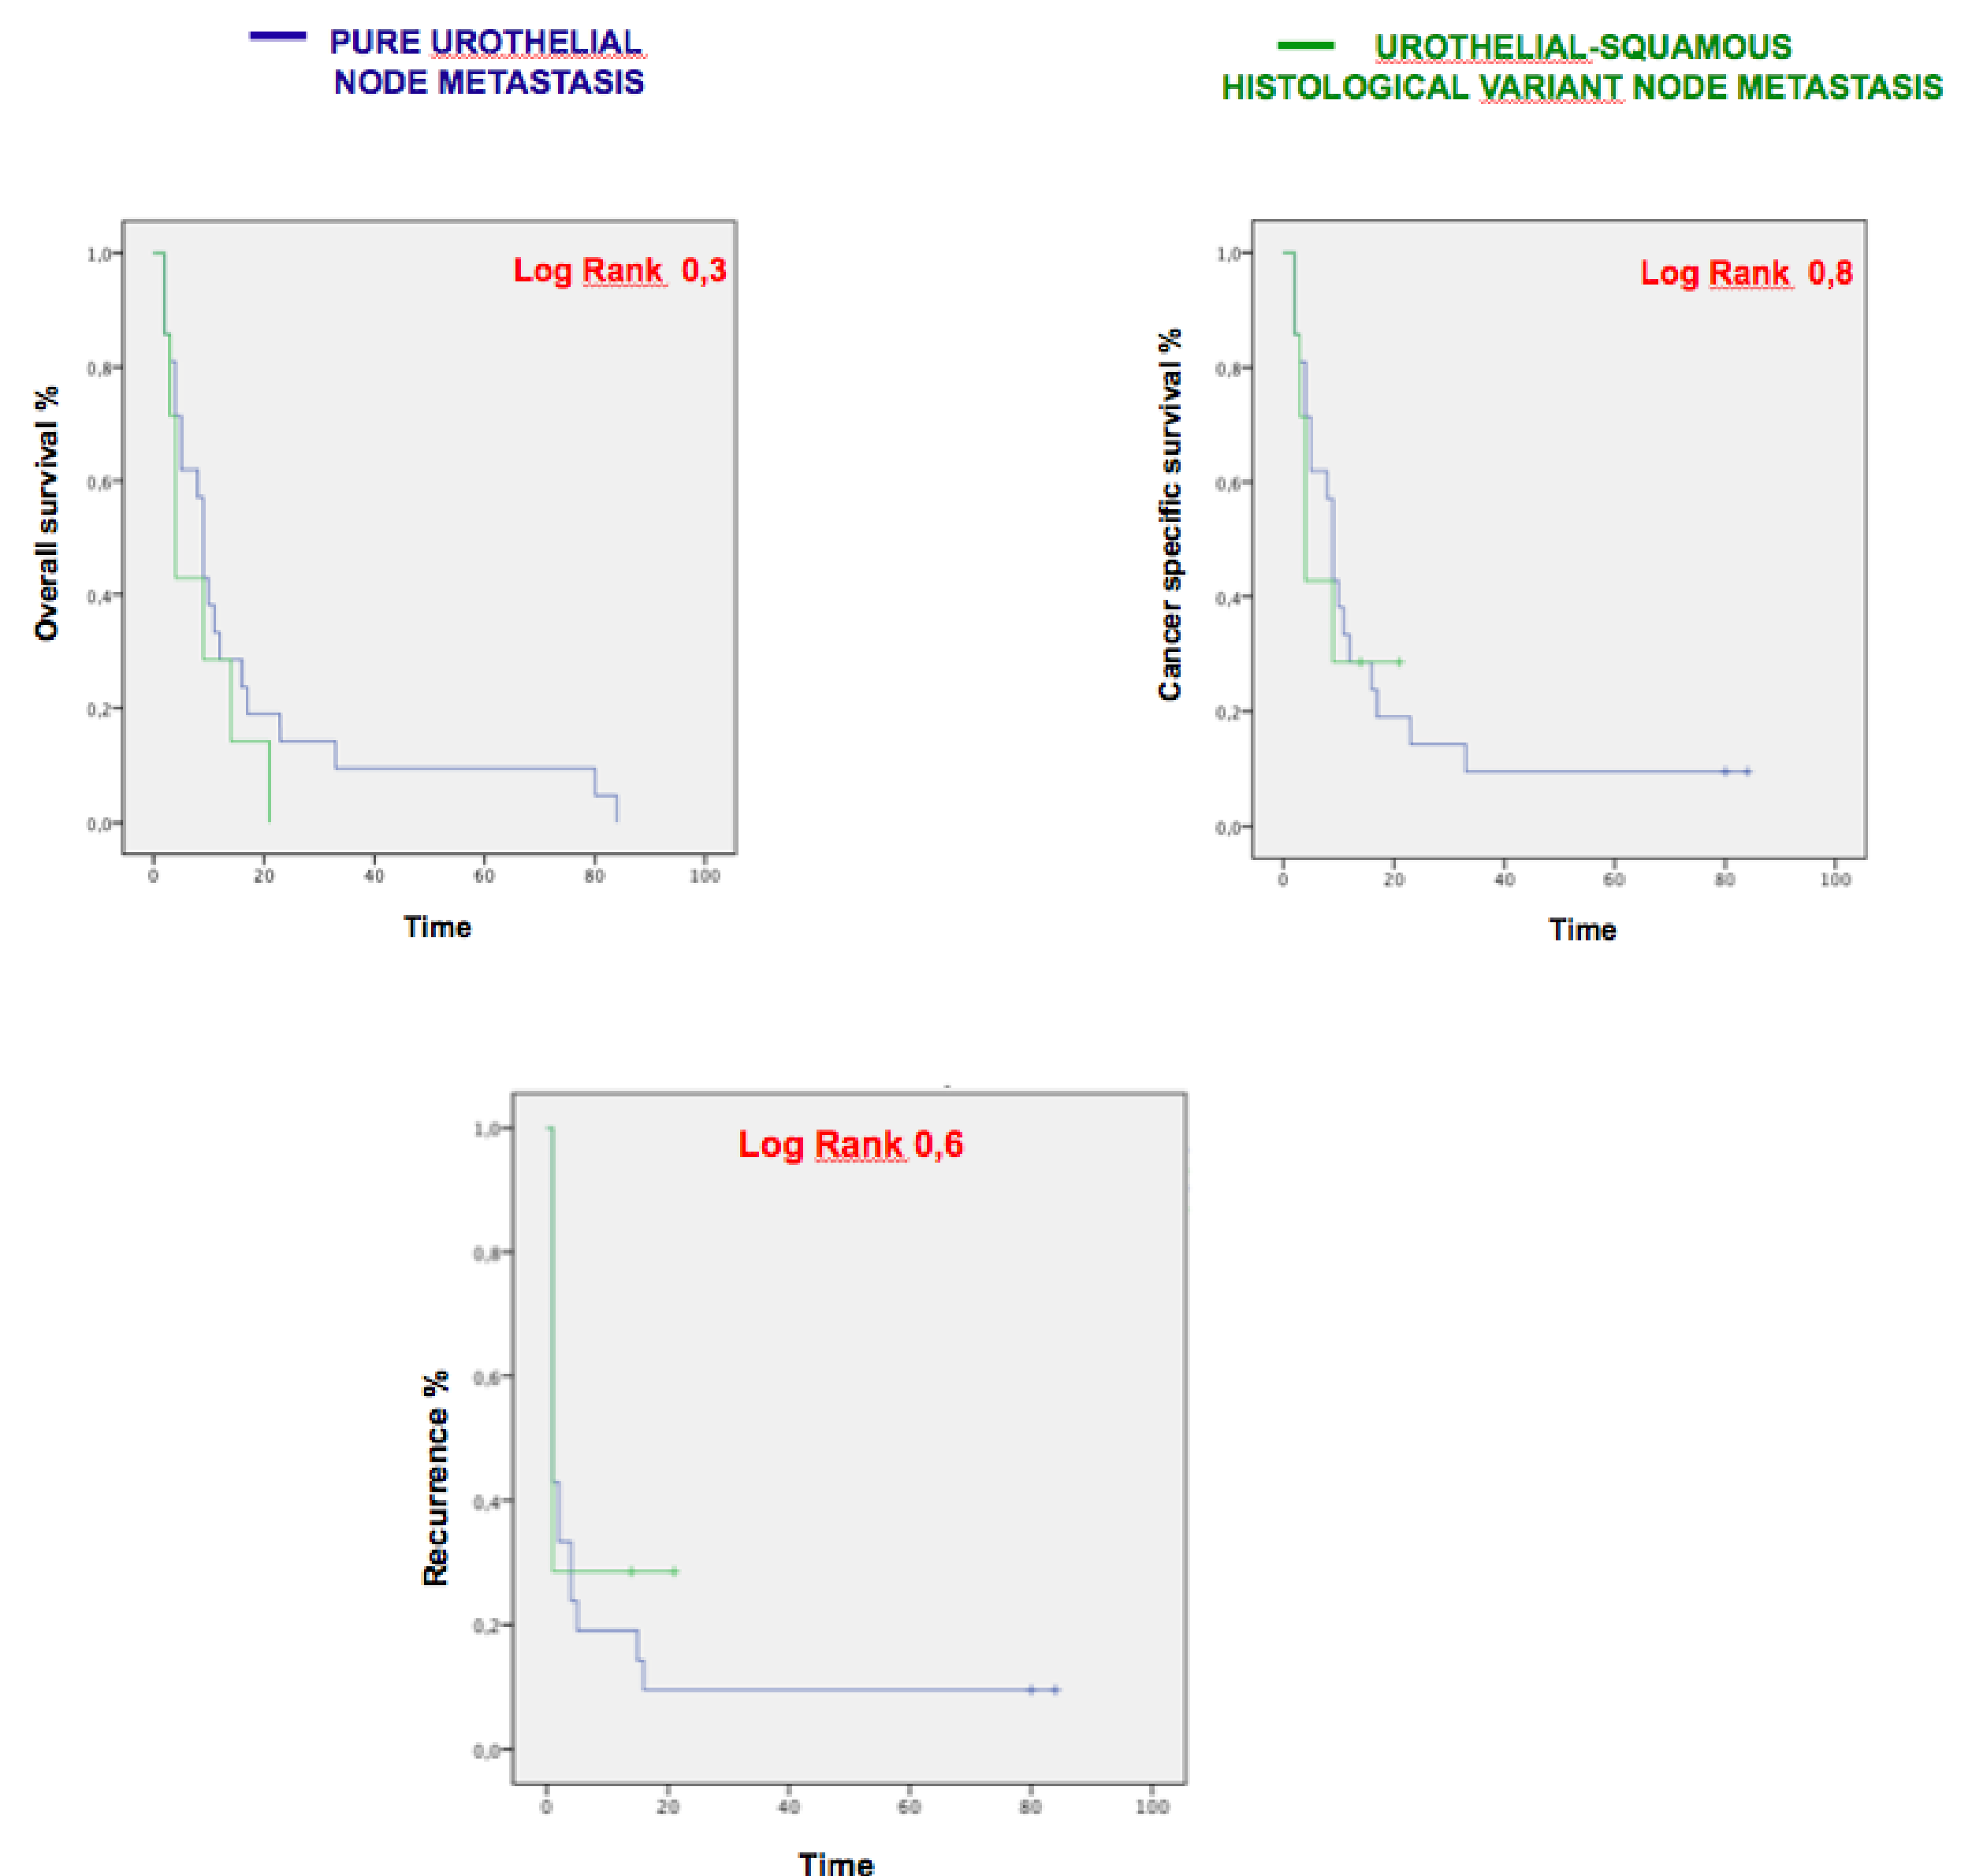 PURE UROTHELIAL
NODE METASTASIS
UROTHELIAL-SQUAMOUS
HISTOLOGICAL VARIANT NODE METASTASIS
Log Rank 0,3
1,0
0,8
0,6
0,4
0,2
0,0
Overall survival %
0 20 40 60 80 100
Time
Log Rank 0,8
1,0
0,8
0,6
0,4
0,2
0,0
Cancer specific survival %
0 20 40 60 80 100
Time
Log Rank 0,6
1,0
0,8
0,6
0,4
0,2
0,0
Recurrence %
0 20 40 60 80 100
Time